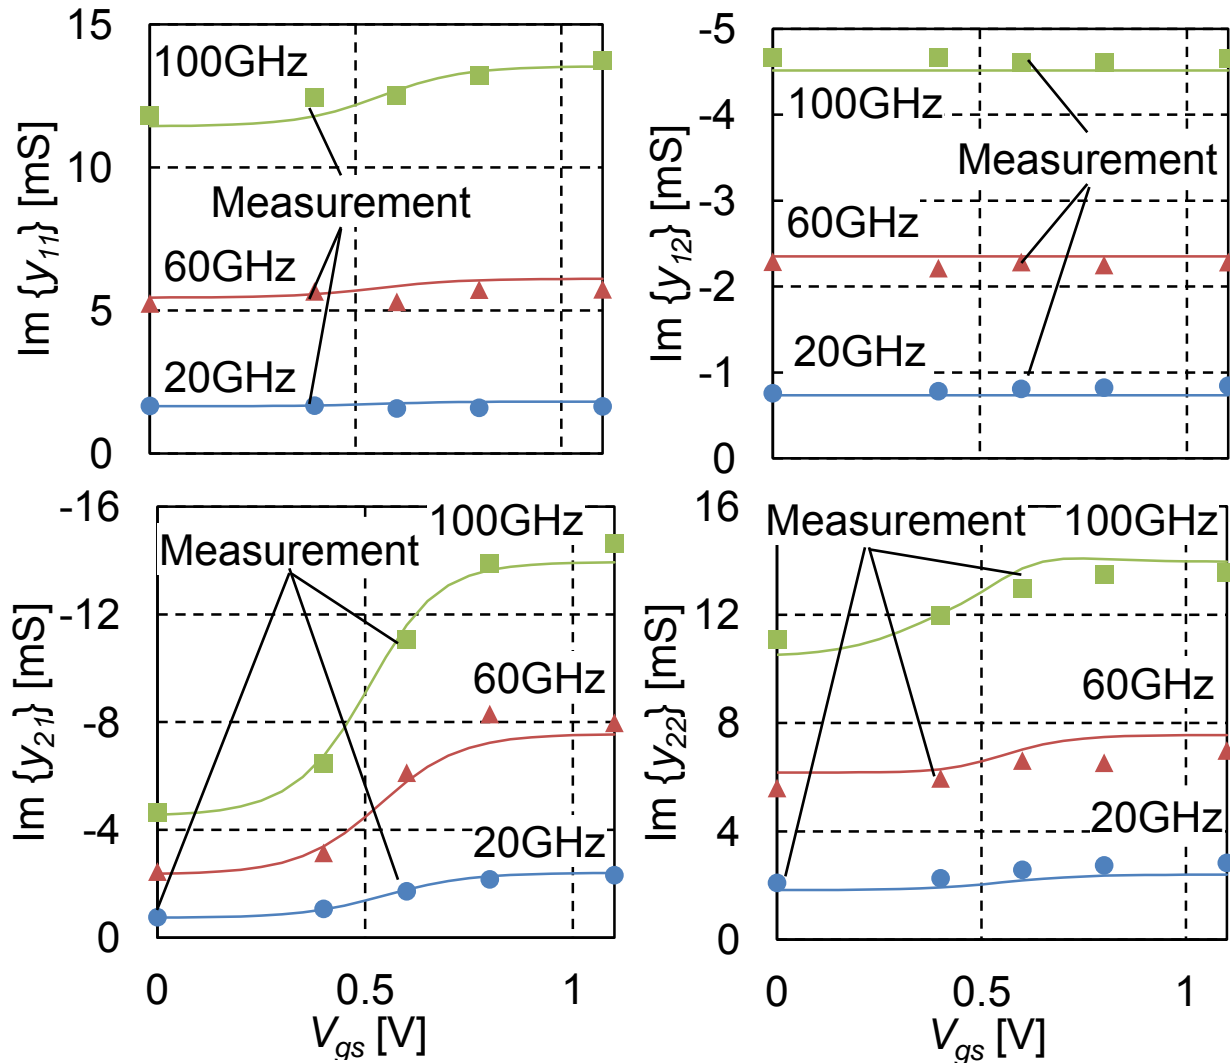 15
100GHz
10
Measurement
60GHz
5
20GHz
0
Im {y11} [mS]
-5
100GHz
-4
Measurement
-3
60GHz
-2
20GHz
-1
0
Im {y12} [mS]
-16
100GHz
Measurement
-12
60GHz
-8
-4
20GHz
0
Im {y21} [mS]
0 0.5 1
Vgs [V]
16
Measurement 100GHz
12
60GHz
8
20GHz
4
0
Im {y22} [mS]
0 0.5 1
Vgs [V]